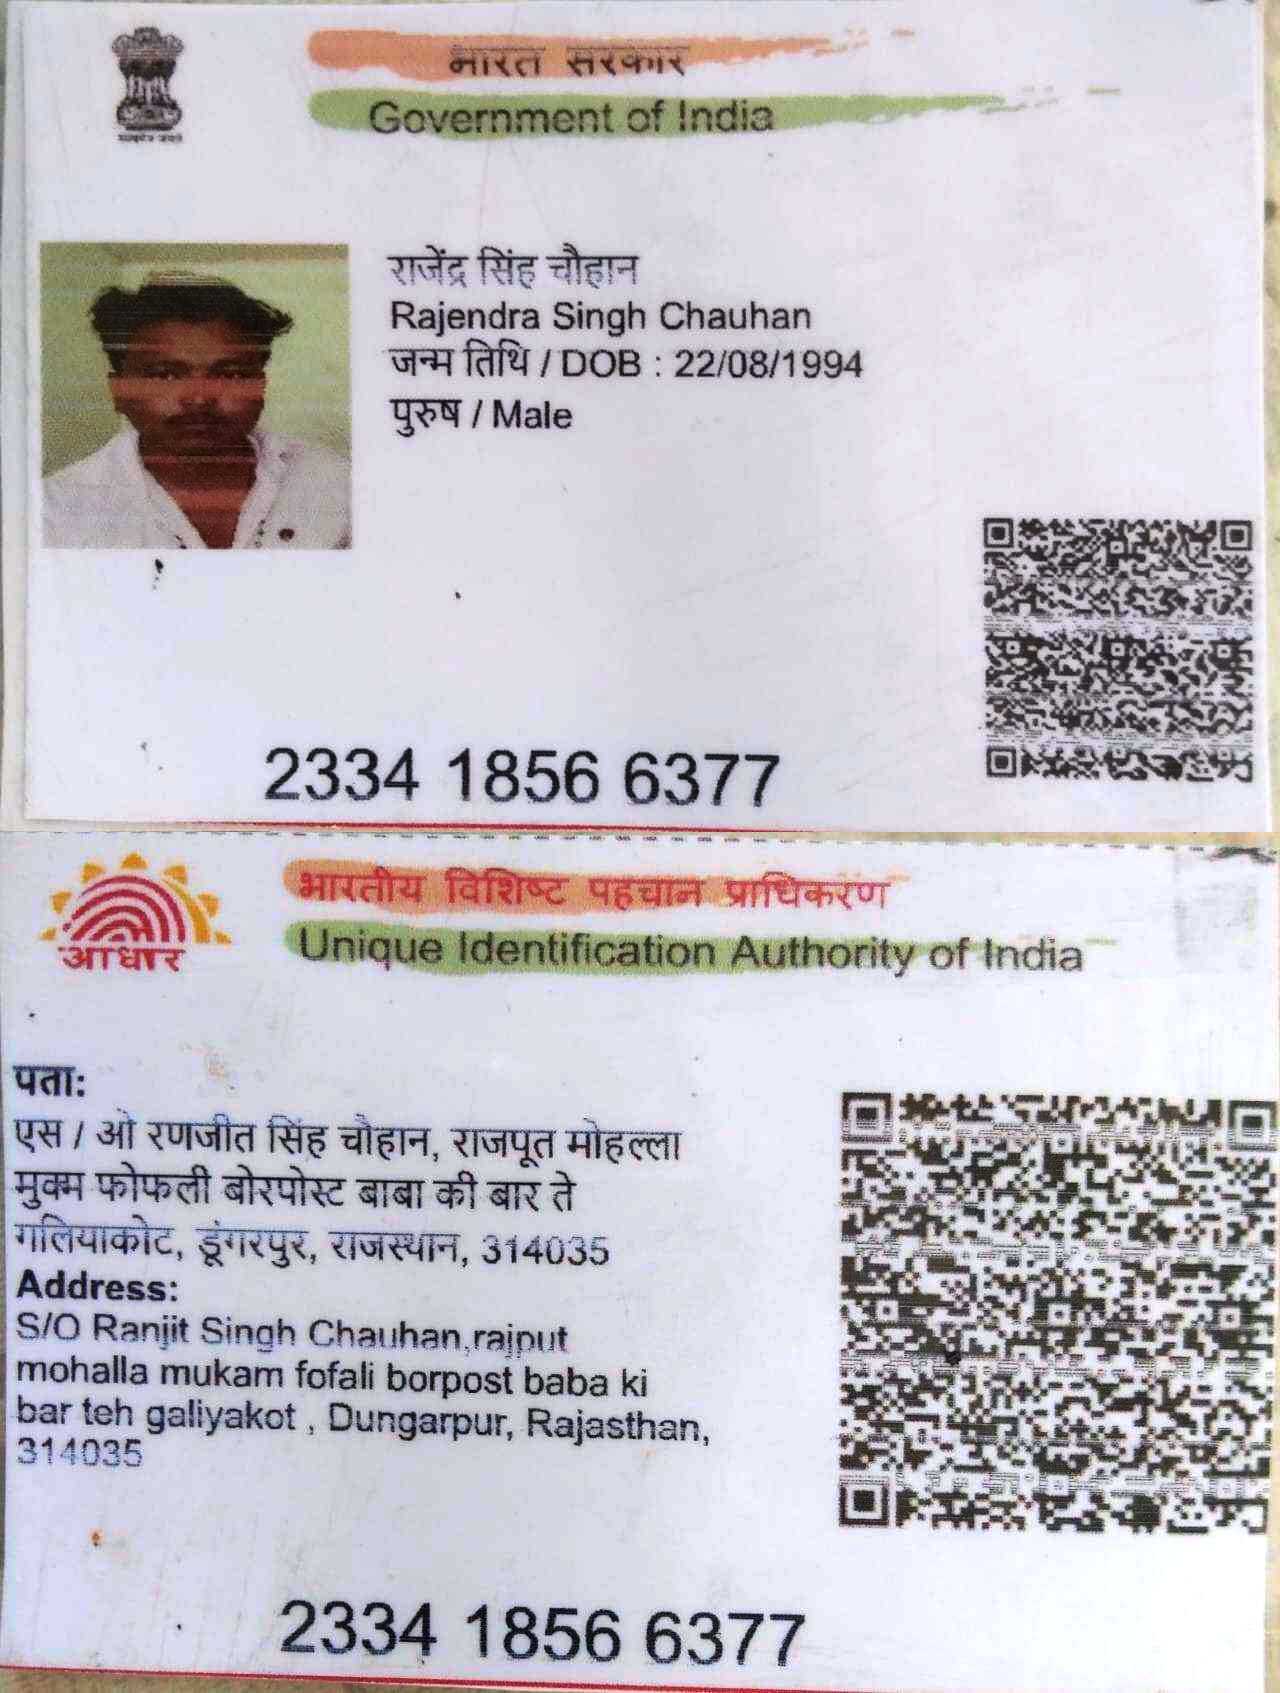 भारत सरकार
Government of India
राजेंद्र सिंह चौहान
Rajendra Singh Chauhan
जन्म तिथि / DOB : 22/08/1994
पुरुष / Male
2334 1856 6377
आधार
भारतीय विशिष्ट पहचान प्राधिकरण
Unique Identification Authority of India
पता:
एस / ओ रणजीत सिंह चौहान, राजपूत मोहल्ला
मुक्म फोफली बोरपोस्ट बाबा की बार ते
गलियाकोट, डूंगरपुर, राजस्थान, 314035
Address:
S/O Ranjit Singh Chauhan,rajput
mohalla mukam fofali borpost baba ki
bar teh galiyakot , Dungarpur, Rajasthan,
314035
2334 1856 6377